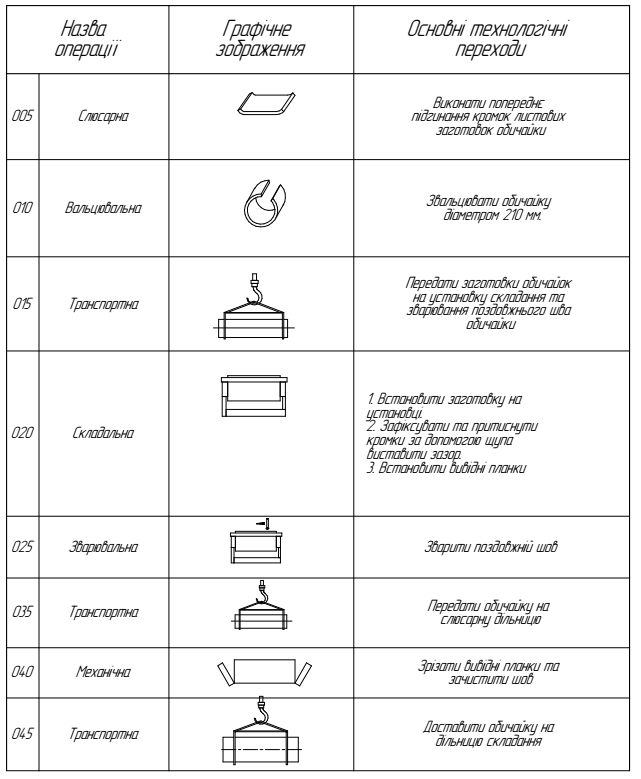 Назва
операції
Графічне
зображення
Основні технологічні
переходи
005
Слюсарна
Виконати попереднє
підгинання кромок листових
заготовок обичайки
010
Вальцювальна
Звальцювати обичайку
діаметром 210 мм.
015
Транспортна
Передати заготовки обичайок
на установку складання та
зварювання поздовжнього шва
обичайки
020
Складальна
1. Встановити заготовку на
установці.
2. Зафіксувати та притиснути
кромки за допомогою щупа
виставити зазор.
3. Встановити вивідні планки
025
Зварювальна
Зварити поздовжній шов
035
Транспортна
Передати обичайку на
слюсарну дільницю
040
Механічна
Зрізати вивідні планки та
зачистити шов
045
Транспортна
Доставити обичайку на
дільницю складання